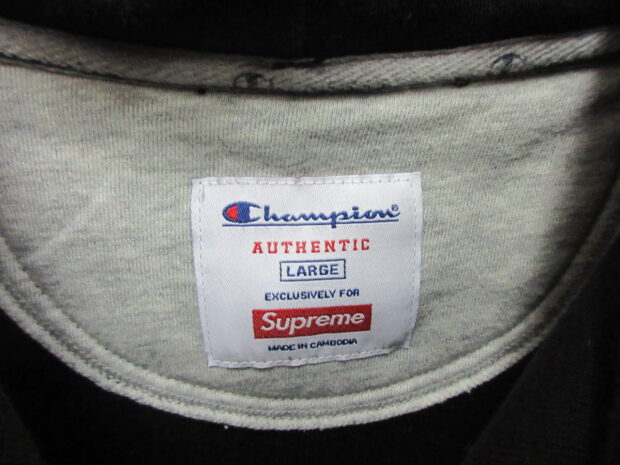 Champion®
AUTHENTIC
LARGE
EXCLUSIVELY FOR
Supreme
MADE IN CAMBODIA